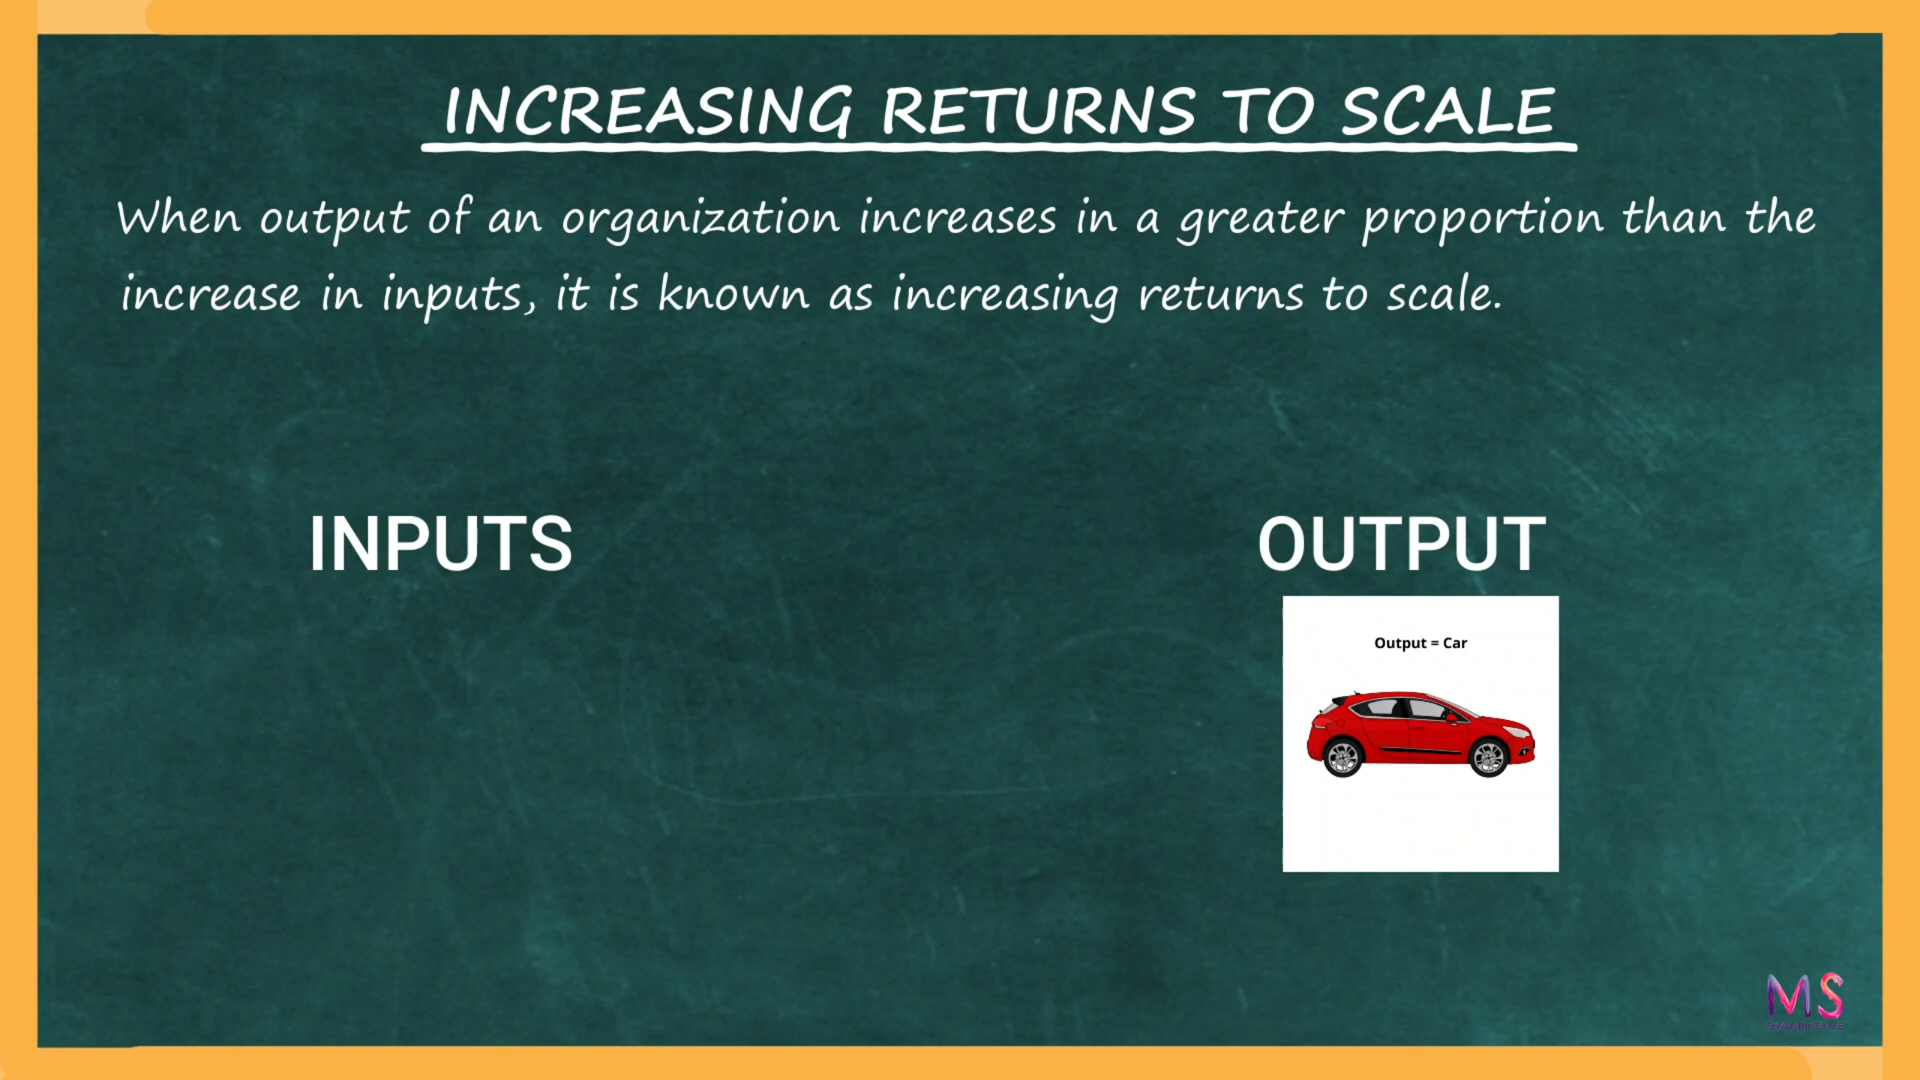 INCREASING RETURNS TO SCALE
When output of an organization increases in a greater proportion than the
increase in inputs, it is known as increasing returns to scale.
INPUTS
OUTPUT
Output = Car
MS